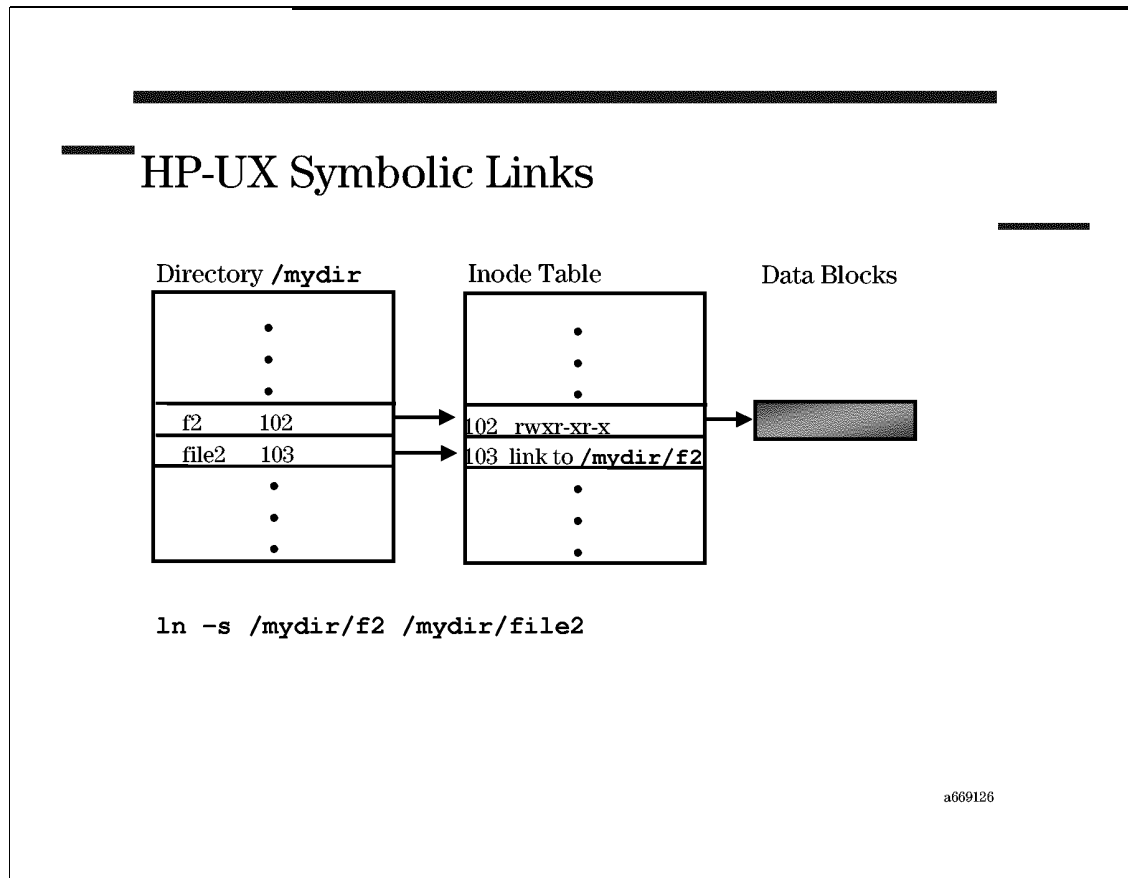 HP-UX Symbolic Links
Directory /mydir
Inode Table
Data Blocks
f2 102
102 rwxr-xr-x
file2 103
103 link to /mydir/f2
ln -s /mydir/f2 /mydir/file2
a669126